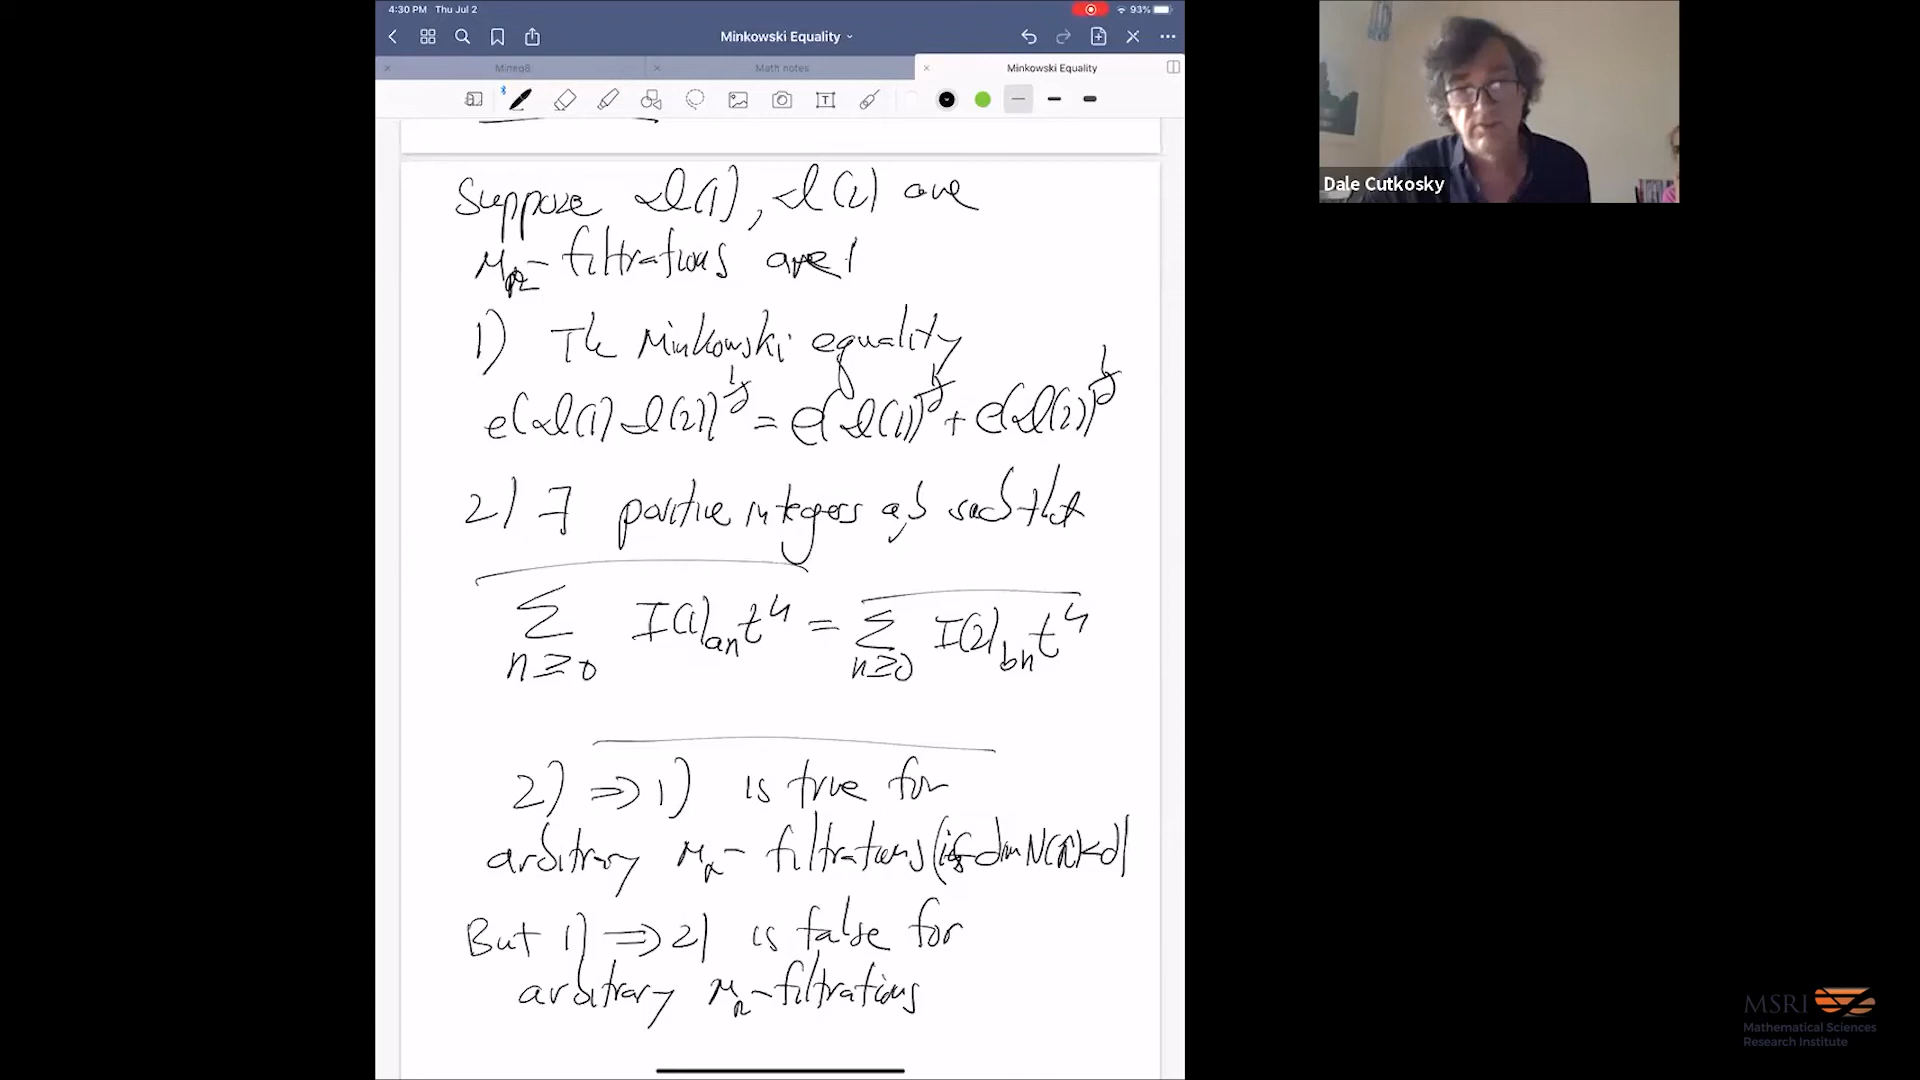 4:30 PM Thu Jul 2
93%
Minkowski Equality
Mineq8
Math notes
Minkowski Equality
Suppose ℐ(1), ℐ(2) are
m_R-filtrations are
1) The Minkowski equality
e(ℐ(1)ℐ(2))^{1/d} = e(ℐ(1))^{1/d} + e(ℐ(2))^{1/d}
2) ∃ positive integers a,b such that
\overline{∑_{n≥0} I(1)_{an}t^n} = \overline{∑_{n≥0} I(2)_{bn}t^n}
2) ⇒ 1) is true for
arbitrary m_R-filtrations (if dim N(R̂)<d)
But 1) ⇒ 2) is false for
arbitrary m_R-filtrations
Dale Cutkosky
MSRI
Mathematical Sciences
Research Institute